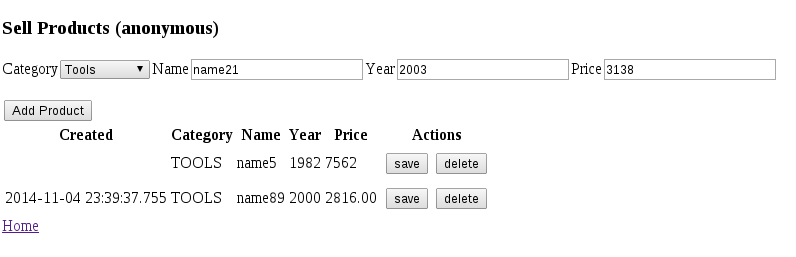 Sell Products (anonymous)
Category Tools Name name21 Year 2003 Price 3138
Add Product
Created Category Name Year Price Actions
TOOLS name5 1982 7562 save delete
2014-11-04 23:39:37.755 TOOLS name89 2000 2816.00 save delete
Home